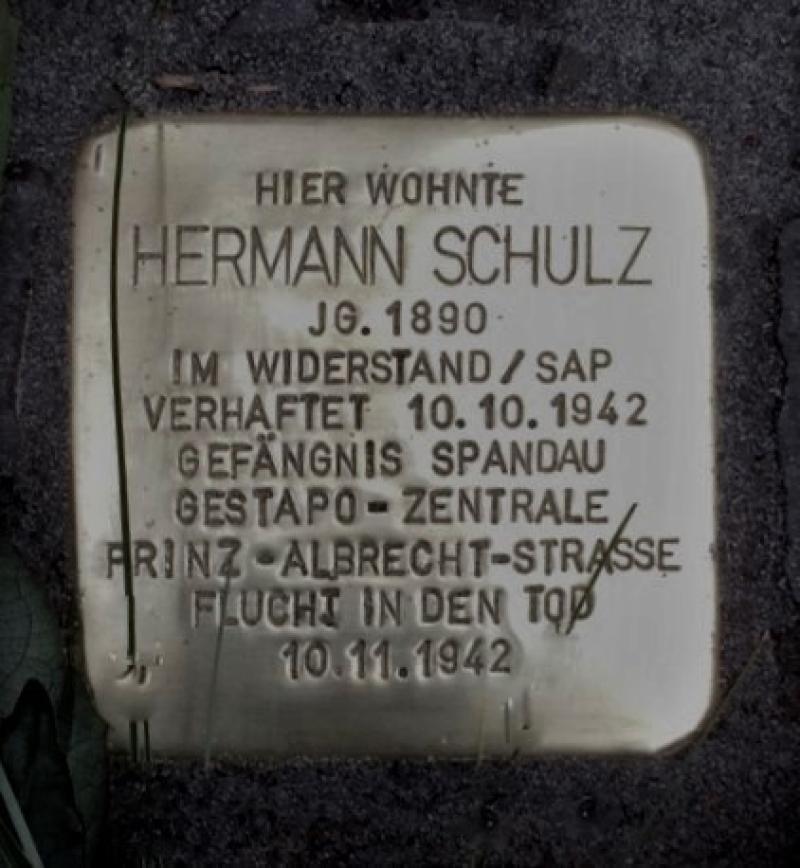 HIER WOHNTE
HERMANN SCHULZ
JG. 1890
IM WIDERSTAND / SAP
VERHAFTET 10.10.1942
GEFÄNGNIS SPANDAU
GESTAPO-ZENTRALE
PRINZ-ALBRECHT-STRASSE
FLUCHT IN DEN TOD
10.11.1942